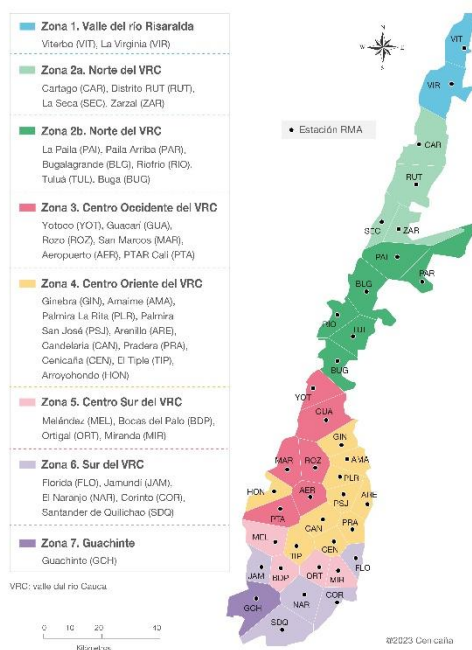 Zona 1. Valle del río Risaralda
Viterbo (VIT), La Virginia (VIR)
Zona 2a. Norte del VRC
Cartago (CAR), Distrito RUT (RUT),
La Seca (SEC), Zarzal (ZAR)
Zona 2b. Norte del VRC
La Paila (PAI), Paila Arriba (PAR),
Bugalagrande (BLG), Riofrío (RIO),
Tuluá (TUL), Buga (BUG)
Zona 3. Centro Occidente del VRC
Yotoco (YOT), Guacarí (GUA),
Rozo (ROZ), San Marcos (MAR),
Aeropuerto (AER), PTAR Cali (PTA)
Zona 4. Centro Oriente del VRC
Ginebra (GIN), Amaime (AMA),
Palmira La Rita (PLR), Palmira
San José (PSJ), Arenillo (ARE),
Candelaria (CAN), Pradera (PRA),
Cenicaña (CEN), El Tiple (TIP),
Arroyohondo (HON)
Zona 5. Centro Sur del VRC
Meléndez (MEL), Bocas del Palo (BDP),
Ortigal (ORT), Miranda (MIR)
Zona 6. Sur del VRC
Florida (FLO), Jamundí (JAM),
El Naranjo (NAR), Corinto (COR),
Santander de Quilichao (SDQ)
Zona 7. Guachinte
Guachinte (GCH)
VRC: valle del río Cauca
0 20 40
Kilómetros
Estación RMA
VIT
VIR
CAR
RUT
SEC
ZAR
PAI
PAR
BLG
RIO
TUL
BUG
YOT
GUA
GIN
MAR
ROZ
AMA
PLR
HON
AER
PSJ
ARE
PTA
CAN
PRA
MEL
TIP
CEN
FLO
JAM
BDP
ORT
MIR
GCH
NAR
COR
SDQ
©2023 Cenicaña